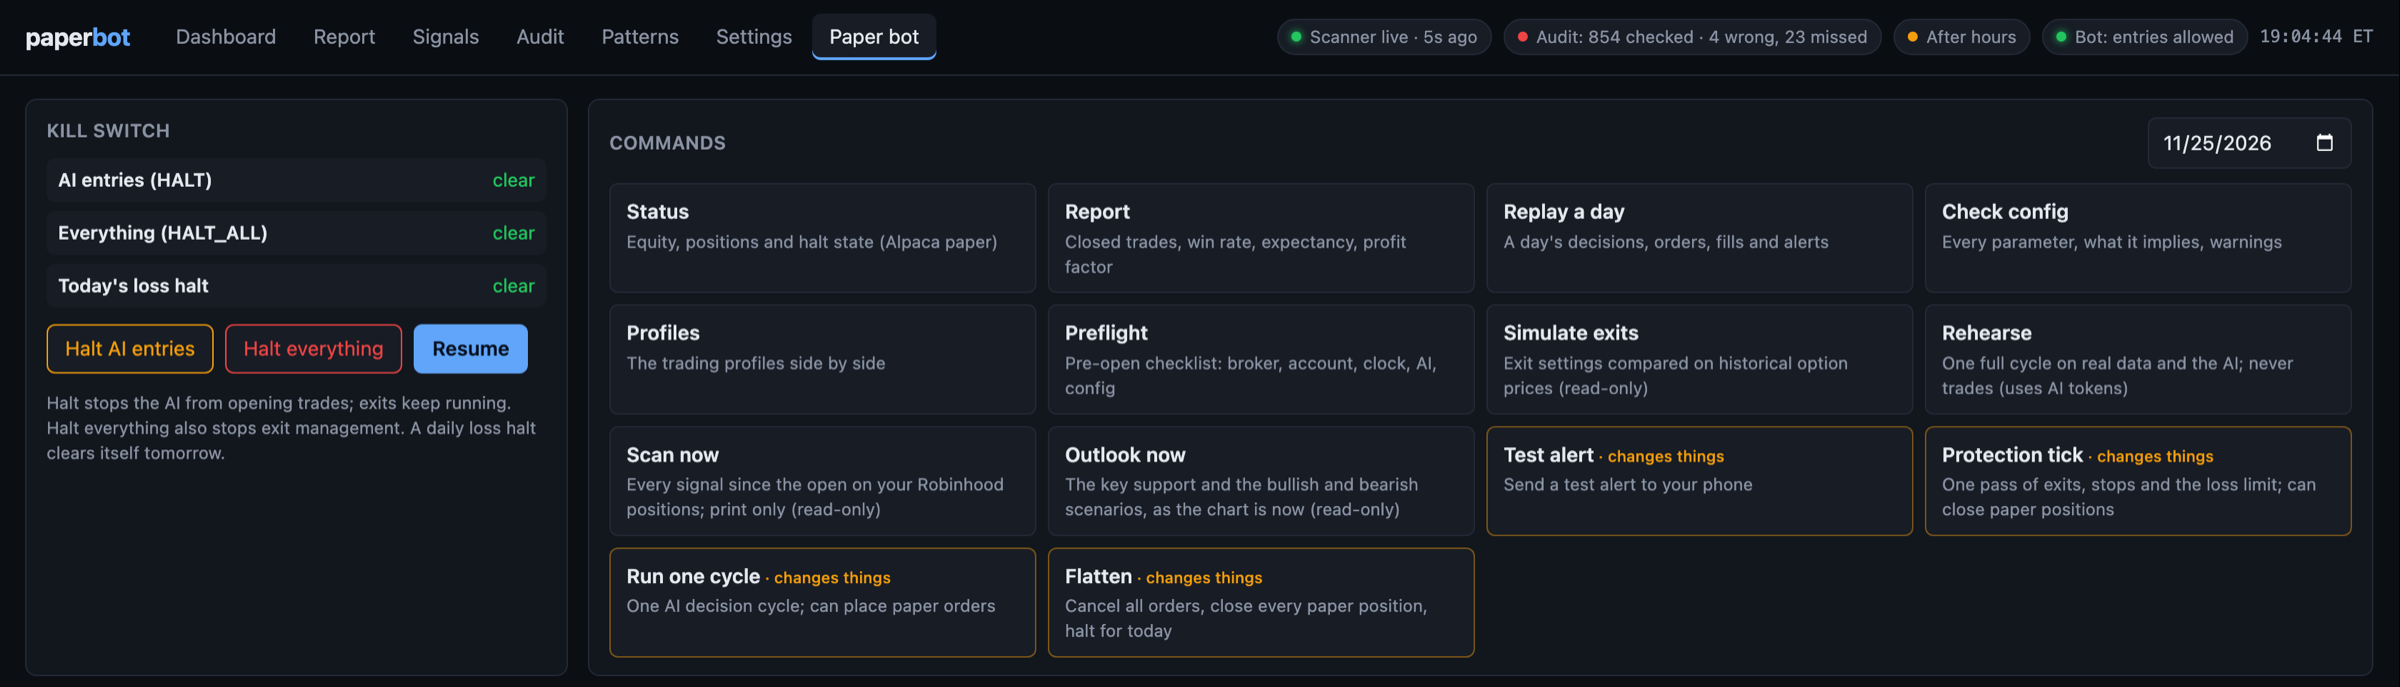 paperbot Dashboard Report Signals Audit Patterns Settings Paper bot Scanner live · 5s ago Audit: 854 checked · 4 wrong, 23 missed After hours Bot: entries allowed 19:04:44 ET
KILL SWITCH
AI entries (HALT) clear
Everything (HALT_ALL) clear
Today's loss halt clear
Halt AI entries Halt everything Resume
Halt stops the AI from opening trades; exits keep running.
Halt everything also stops exit management. A daily loss halt
clears itself tomorrow.
COMMANDS 11/25/2026
Status
Equity, positions and halt state (Alpaca paper)
Report
Closed trades, win rate, expectancy, profit
factor
Replay a day
A day's decisions, orders, fills and alerts
Check config
Every parameter, what it implies, warnings
Profiles
The trading profiles side by side
Preflight
Pre-open checklist: broker, account, clock, AI,
config
Simulate exits
Exit settings compared on historical option
prices (read-only)
Rehearse
One full cycle on real data and the AI; never
trades (uses AI tokens)
Scan now
Every signal since the open on your Robinhood
positions; print only (read-only)
Outlook now
The key support and the bullish and bearish
scenarios, as the chart is now (read-only)
Test alert · changes things
Send a test alert to your phone
Protection tick · changes things
One pass of exits, stops and the loss limit; can
close paper positions
Run one cycle · changes things
One AI decision cycle; can place paper orders
Flatten · changes things
Cancel all orders, close every paper position,
halt for today